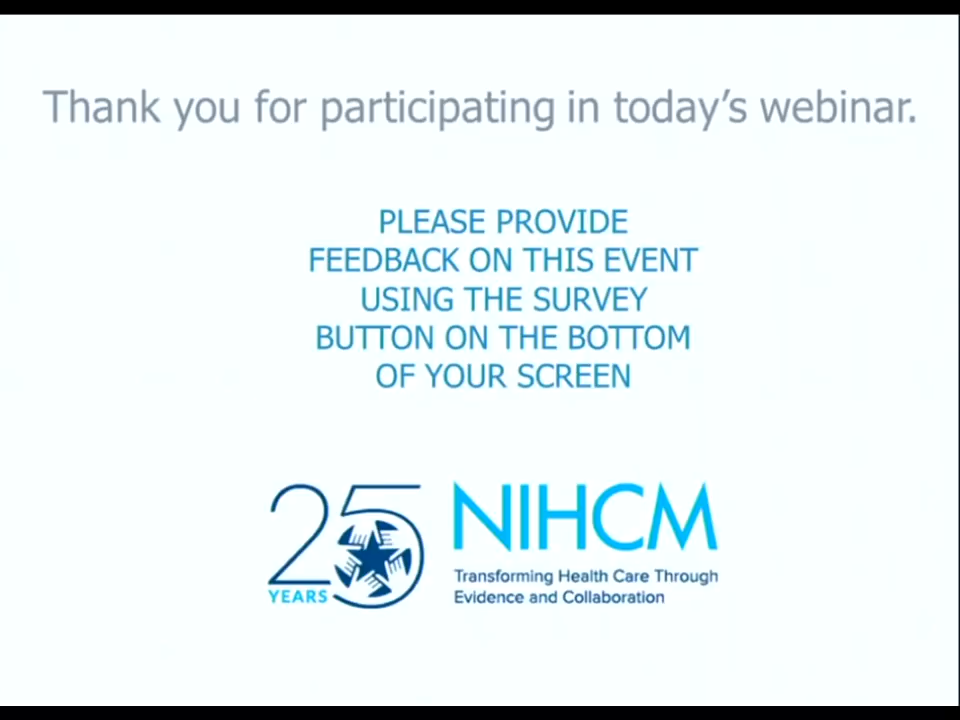 Thank you for participating in today's webinar.
PLEASE PROVIDE
FEEDBACK ON THIS EVENT
USING THE SURVEY
BUTTON ON THE BOTTOM
OF YOUR SCREEN
25
YEARS
NIHCM
Transforming Health Care Through
Evidence and Collaboration